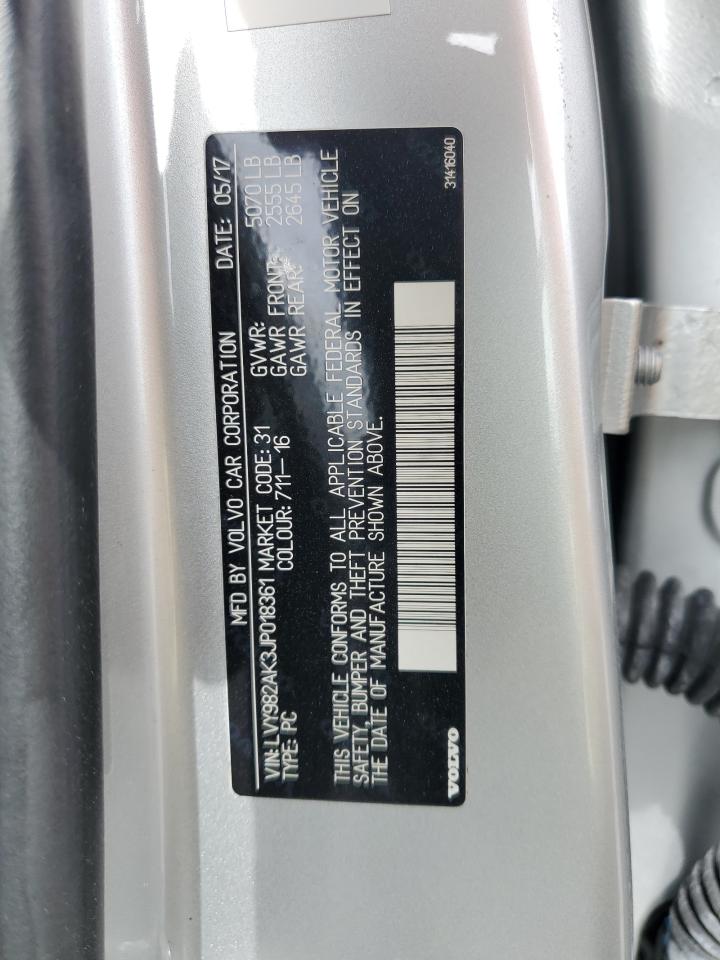 MFD BY VOLVO CAR CORPORATION DATE: 05/17
VIN: LVY982AK3JP018361 MARKET CODE: 31 GVWR: 5070 LB
TYPE: PC COLOUR: 711-16 GAWR FRONT: 2555 LB
GAWR REAR: 2645 LB
THIS VEHICLE CONFORMS TO ALL APPLICABLE FEDERAL MOTOR VEHICLE
SAFETY, BUMPER AND THEFT PREVENTION STANDARDS IN EFFECT ON
THE DATE OF MANUFACTURE SHOWN ABOVE.
VOLVO 31416040